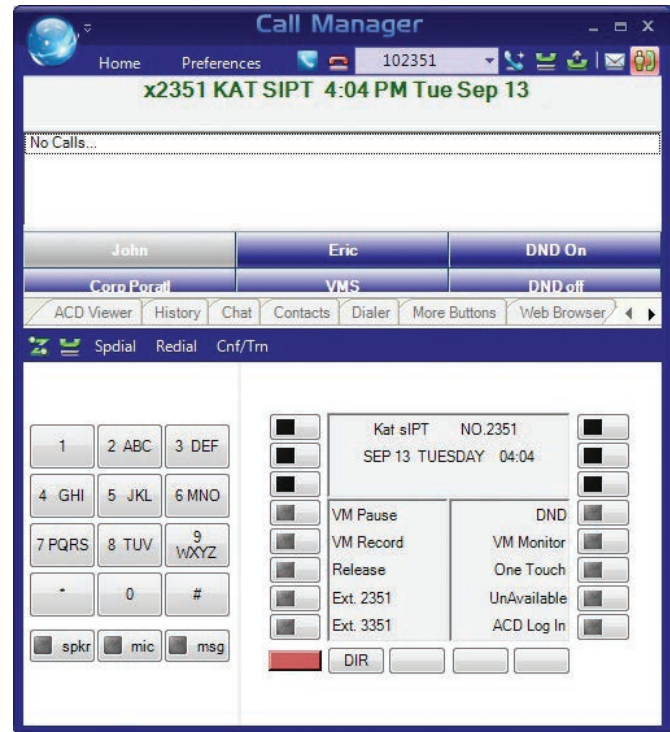 Call Manager
Home Preferences 102351
x2351 KAT SIPT 4:04 PM Tue Sep 13
No Calls...
John Eric DND On
Corp Poratl VMS DND off
ACD Viewer History Chat Contacts Dialer More Buttons Web Browser
Spdial Redial Cnf/Trn
1 2 ABC 3 DEF
4 GHI 5 JKL 6 MNO
7 PQRS 8 TUV 9 WXYZ
* 0 #
spkr mic msg
Kat sIPT NO.2351
SEP 13 TUESDAY 04:04
VM Pause DND
VM Record VM Monitor
Release One Touch
Ext. 2351 UnAvailable
Ext. 3351 ACD Log In
DIR